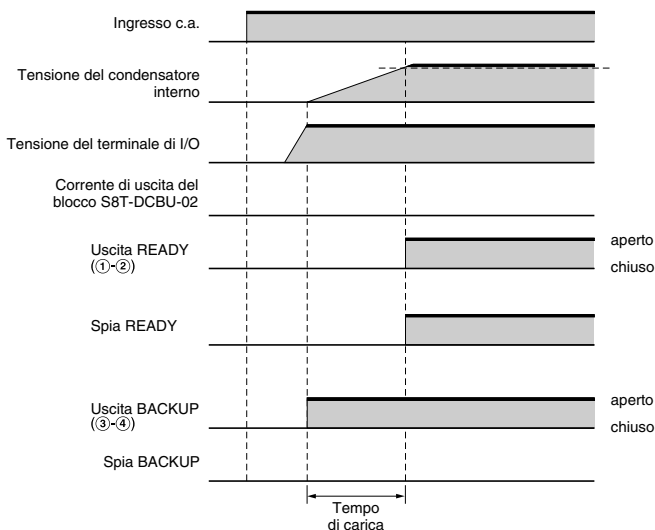 Ingresso c.a.
Tensione del condensatore
interno
Tensione del terminale di I/O
Corrente di uscita del
blocco S8T-DCBU-02
Uscita READY
(①-②)
aperto
chiuso
Spia READY
Uscita BACKUP
(③-④)
aperto
chiuso
Spia BACKUP
Tempo
di carica